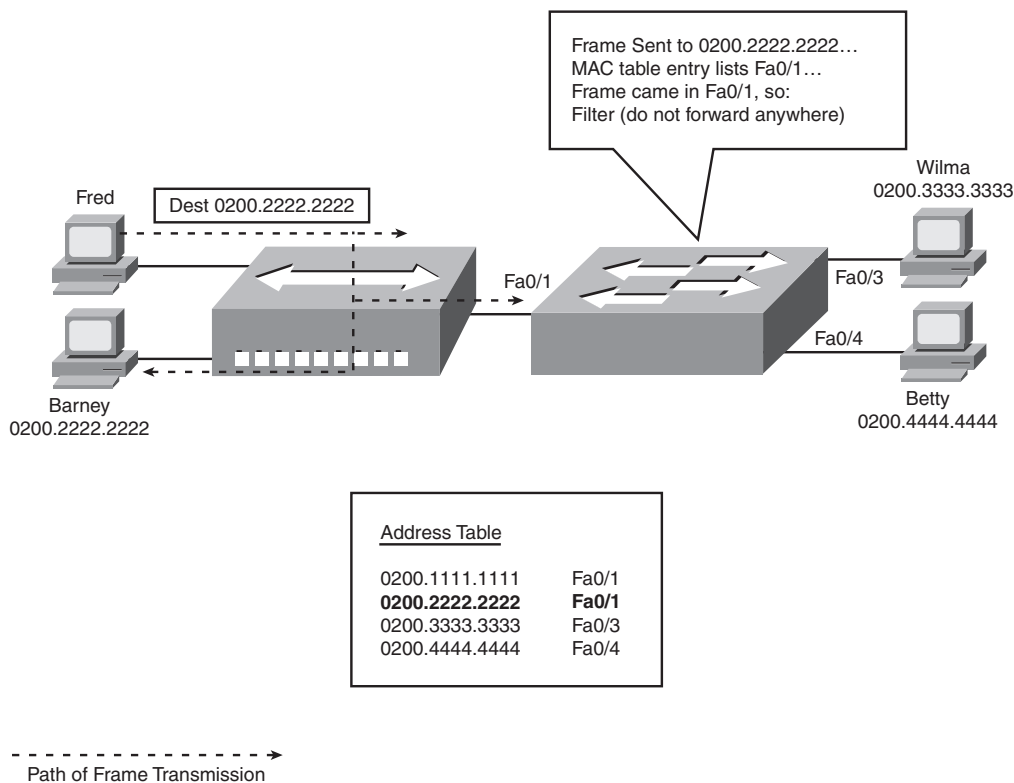 Frame Sent to 0200.2222.2222…
MAC table entry lists Fa0/1…
Frame came in Fa0/1, so:
Filter (do not forward anywhere)
Fred
Dest 0200.2222.2222
Wilma
0200.3333.3333
Fa0/1
Fa0/3
Fa0/4
Barney
0200.2222.2222
Betty
0200.4444.4444
Address Table
0200.1111.1111 Fa0/1
0200.2222.2222 Fa0/1
0200.3333.3333 Fa0/3
0200.4444.4444 Fa0/4
Path of Frame Transmission